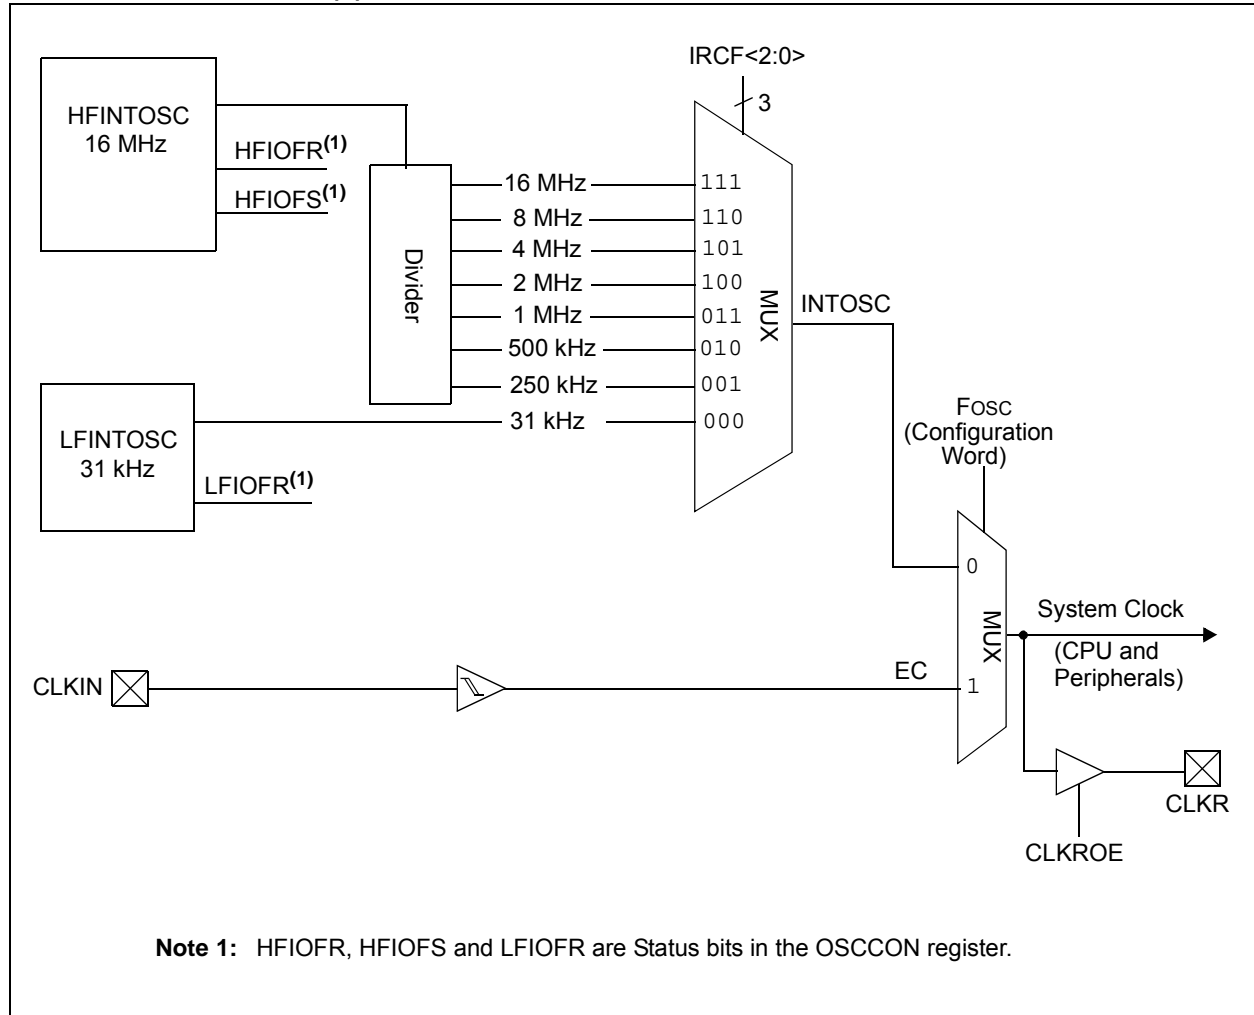 IRCF<2:0>
3
HFINTOSC
16 MHz
HFIOFR(1)
HFIOFS(1)
Divider
16 MHz
111
8 MHz
110
4 MHz
101
2 MHz
100
1 MHz
011
500 kHz
010
250 kHz
001
31 kHz
000
MUX
INTOSC
LFINTOSC
31 kHz
LFIOFR(1)
FOSC
(Configuration
Word)
0
MUX
1
System Clock
(CPU and
Peripherals)
CLKIN
EC
CLKR
CLKROE
Note 1: HFIOFR, HFIOFS and LFIOFR are Status bits in the OSCCON register.